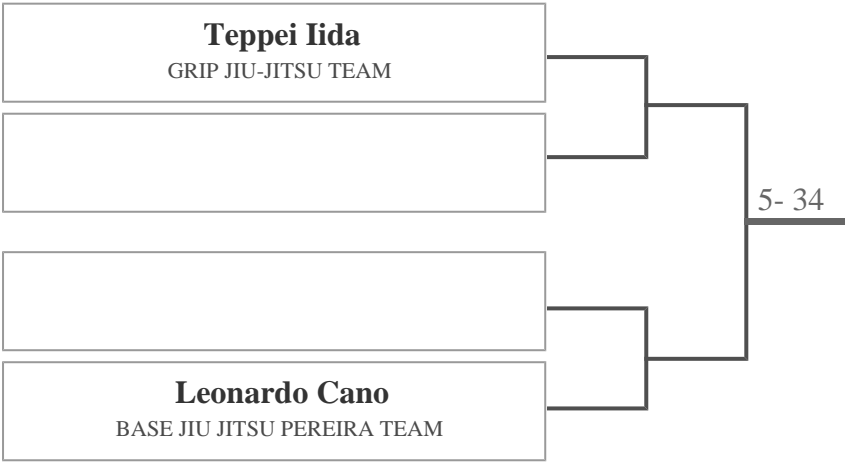 Teppei Iida
GRIP JIU-JITSU TEAM
5- 34
Leonardo Cano
BASE JIU JITSU PEREIRA TEAM